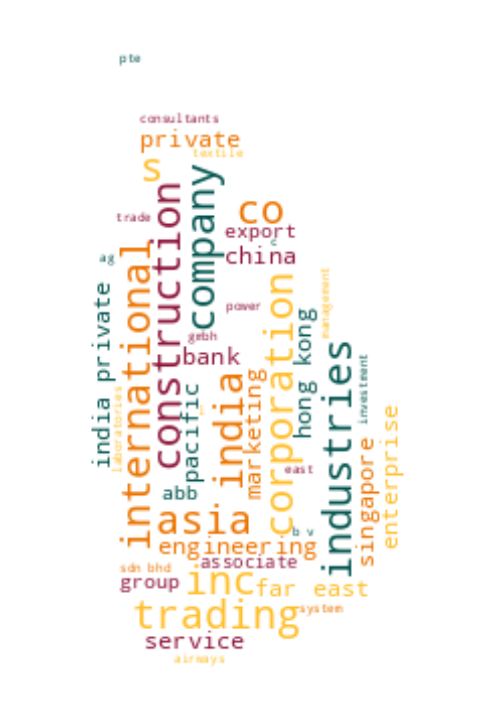 pte
consultants
private
textile
s
construction
company
co
trade
export
c
china
ag
international
india private
power
management
corporation
hong kong
gmbh
bank
industries
investment
laboratories
pacific
india
marketing
enterprise
singapore
east
abb
asia
b v
engineering
associate
sdn bhd
group
inc
far east
trading
system
service
airways